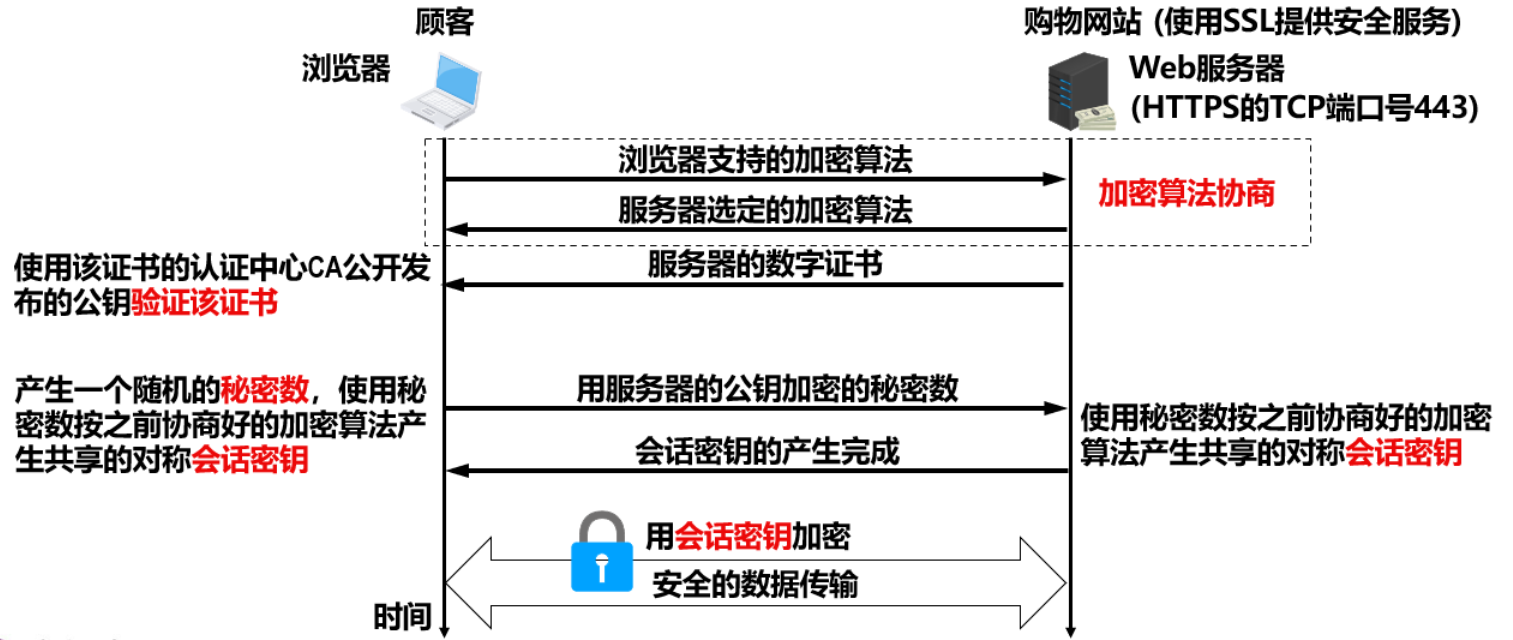 顾客
购物网站 (使用SSL提供安全服务)
浏览器
Web服务器
(HTTPS的TCP端口号443)
浏览器支持的加密算法
加密算法协商
服务器选定的加密算法
服务器的数字证书
使用该证书的认证中心CA公开发
布的公钥验证该证书
产生一个随机的秘密数，使用秘
密数按之前协商好的加密算法产
生共享的对称会话密钥
用服务器的公钥加密的秘密数
使用秘密数按之前协商好的加密
算法产生共享的对称会话密钥
会话密钥的产生完成
用会话密钥加密
安全的数据传输
时间